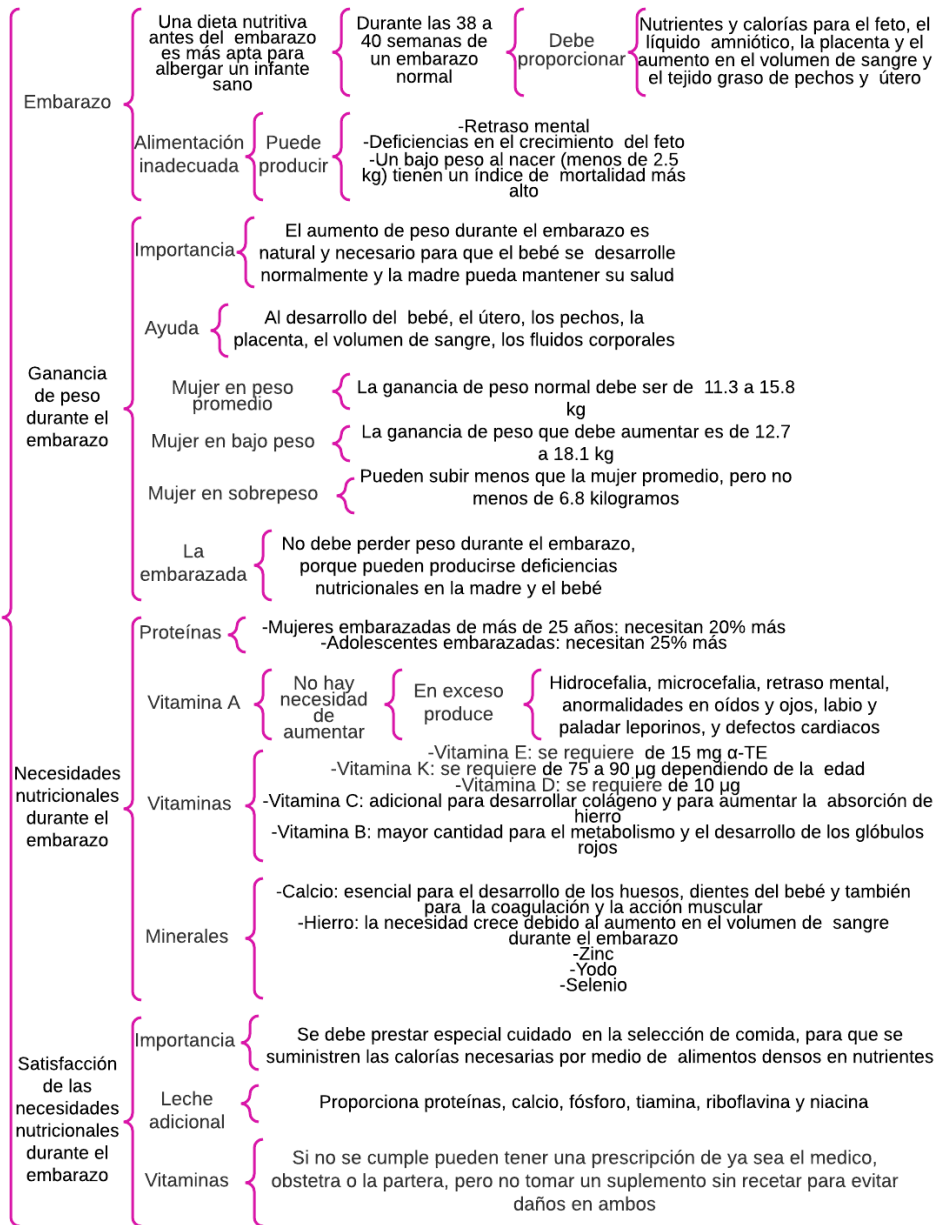 Embarazo
Una dieta nutritiva
antes del embarazo
es más apta para
albergar un infante
sano
Durante las 38 a
40 semanas de
un embarazo
normal
Debe
proporcionar
Nutrientes y calorías para el feto, el
líquido amniótico, la placenta y el
aumento en el volumen de sangre y
el tejido graso de pechos y útero
Alimentación
inadecuada
Puede
producir
-Retraso mental
-Deficiencias en el crecimiento del feto
-Un bajo peso al nacer (menos de 2.5
kg) tienen un índice de mortalidad más
alto
Ganancia
de peso
durante el
embarazo
Importancia
El aumento de peso durante el embarazo es
natural y necesario para que el bebé se desarrolle
normalmente y la madre pueda mantener su salud
Ayuda
Al desarrollo del bebé, el útero, los pechos, la
placenta, el volumen de sangre, los fluidos corporales
Mujer en peso
promedio
La ganancia de peso normal debe ser de 11.3 a 15.8
kg
Mujer en bajo peso
La ganancia de peso que debe aumentar es de 12.7
a 18.1 kg
Mujer en sobrepeso
Pueden subir menos que la mujer promedio, pero no
menos de 6.8 kilogramos
La
embarazada
No debe perder peso durante el embarazo,
porque pueden producirse deficiencias
nutricionales en la madre y el bebé
Necesidades
nutricionales
durante el
embarazo
Proteínas
-Mujeres embarazadas de más de 25 años: necesitan 20% más
-Adolescentes embarazadas: necesitan 25% más
Vitamina A
No hay
necesidad
de
aumentar
En exceso
produce
Hidrocefalia, microcefalia, retraso mental,
anormalidades en oídos y ojos, labio y
paladar leporinos, y defectos cardiacos
Vitaminas
-Vitamina E: se requiere de 15 mg α-TE
-Vitamina K: se requiere de 75 a 90 μg dependiendo de la edad
-Vitamina D: se requiere de 10 μg
-Vitamina C: adicional para desarrollar colágeno y para aumentar la absorción de
hierro
-Vitamina B: mayor cantidad para el metabolismo y el desarrollo de los glóbulos
rojos
Minerales
-Calcio: esencial para el desarrollo de los huesos, dientes del bebé y también
para la coagulación y la acción muscular
-Hierro: la necesidad crece debido al aumento en el volumen de sangre
durante el embarazo
-Zinc
-Yodo
-Selenio
Satisfacción
de las
necesidades
nutricionales
durante el
embarazo
Importancia
Se debe prestar especial cuidado en la selección de comida, para que se
suministren las calorías necesarias por medio de alimentos densos en nutrientes
Leche
adicional
Proporciona proteínas, calcio, fósforo, tiamina, riboflavina y niacina
Vitaminas
Si no se cumple pueden tener una prescripción de ya sea el medico,
obstetra o la partera, pero no tomar un suplemento sin recetar para evitar
daños en ambos